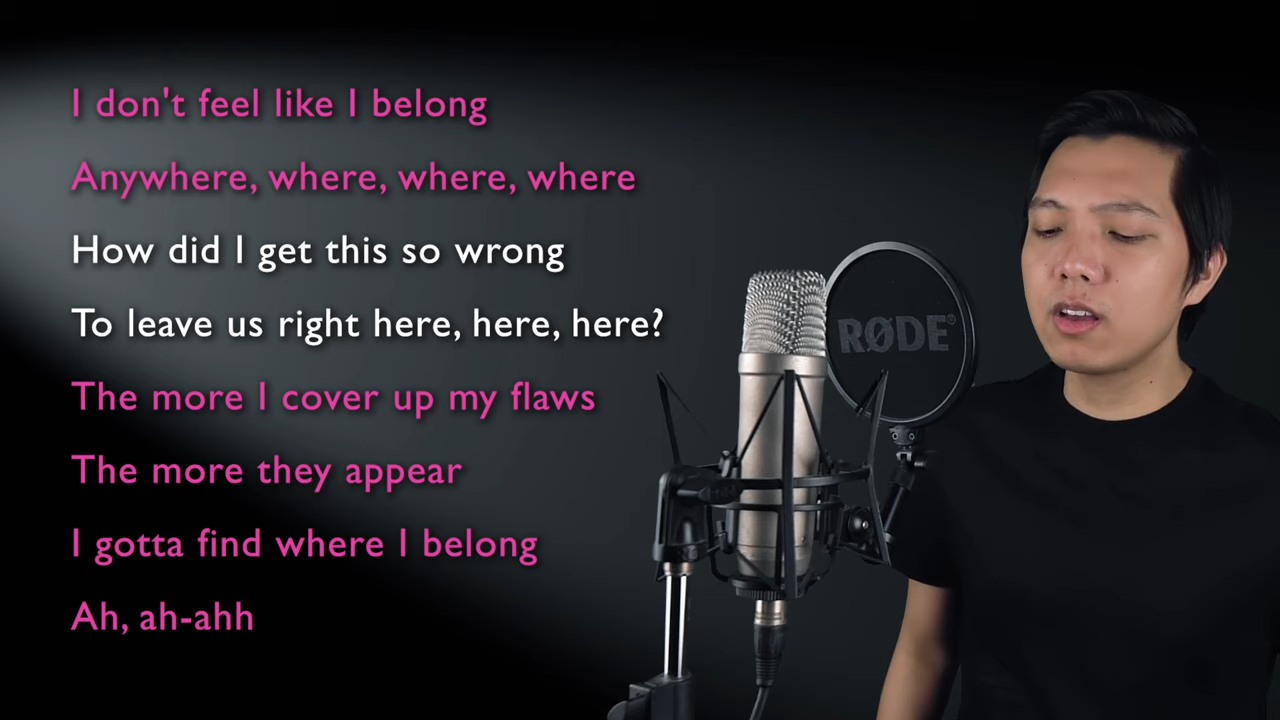 I don't feel like I belong
Anywhere, where, where, where
How did I get this so wrong
To leave us right here, here, here?
The more I cover up my flaws
The more they appear
I gotta find where I belong
Ah, ah-ahh
RØDE®